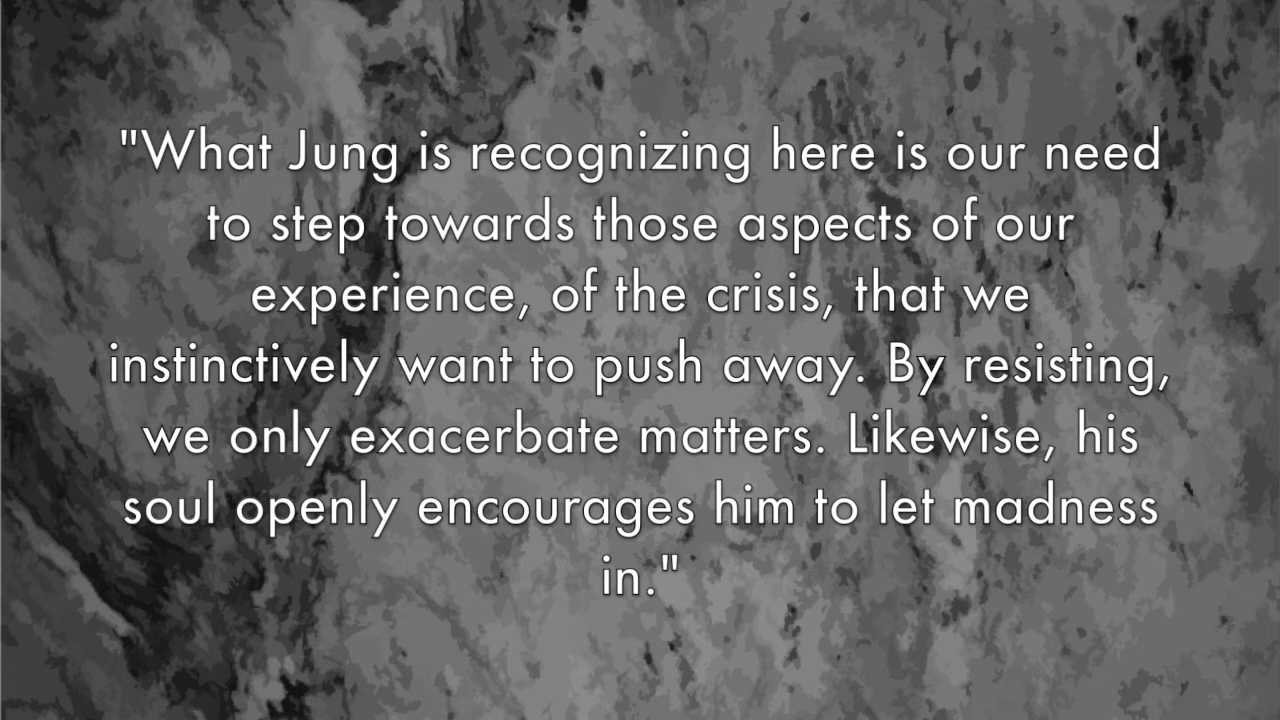 "What Jung is recognizing here is our need
to step towards those aspects of our
experience, of the crisis, that we
instinctively want to push away. By resisting,
we only exacerbate matters. Likewise, his
soul openly encourages him to let madness
in."